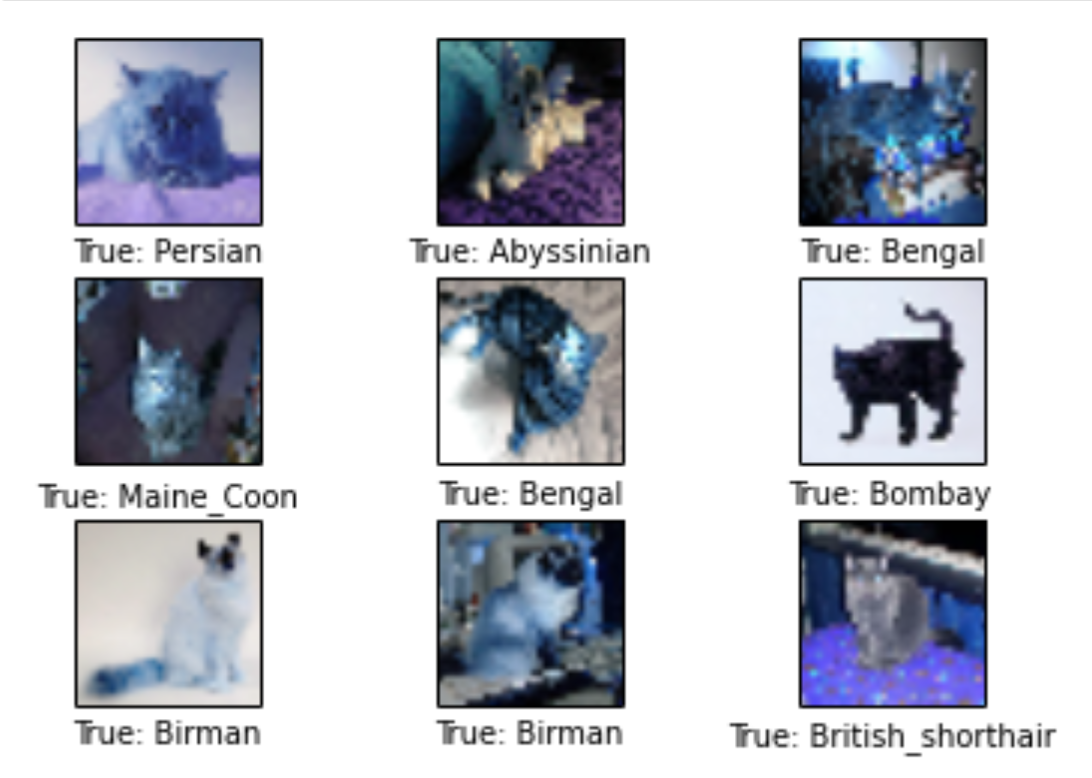 True: Persian
True: Abyssinian
True: Bengal
True: Maine_Coon
True: Bengal
True: Bombay
True: Birman
True: Birman
True: British_shorthair